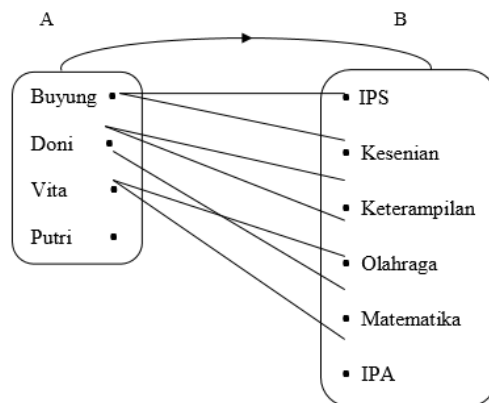 A B
Buyung
Doni
Vita
Putri
IPS
Kesenian
Keterampilan
Olahraga
Matematika
IPA